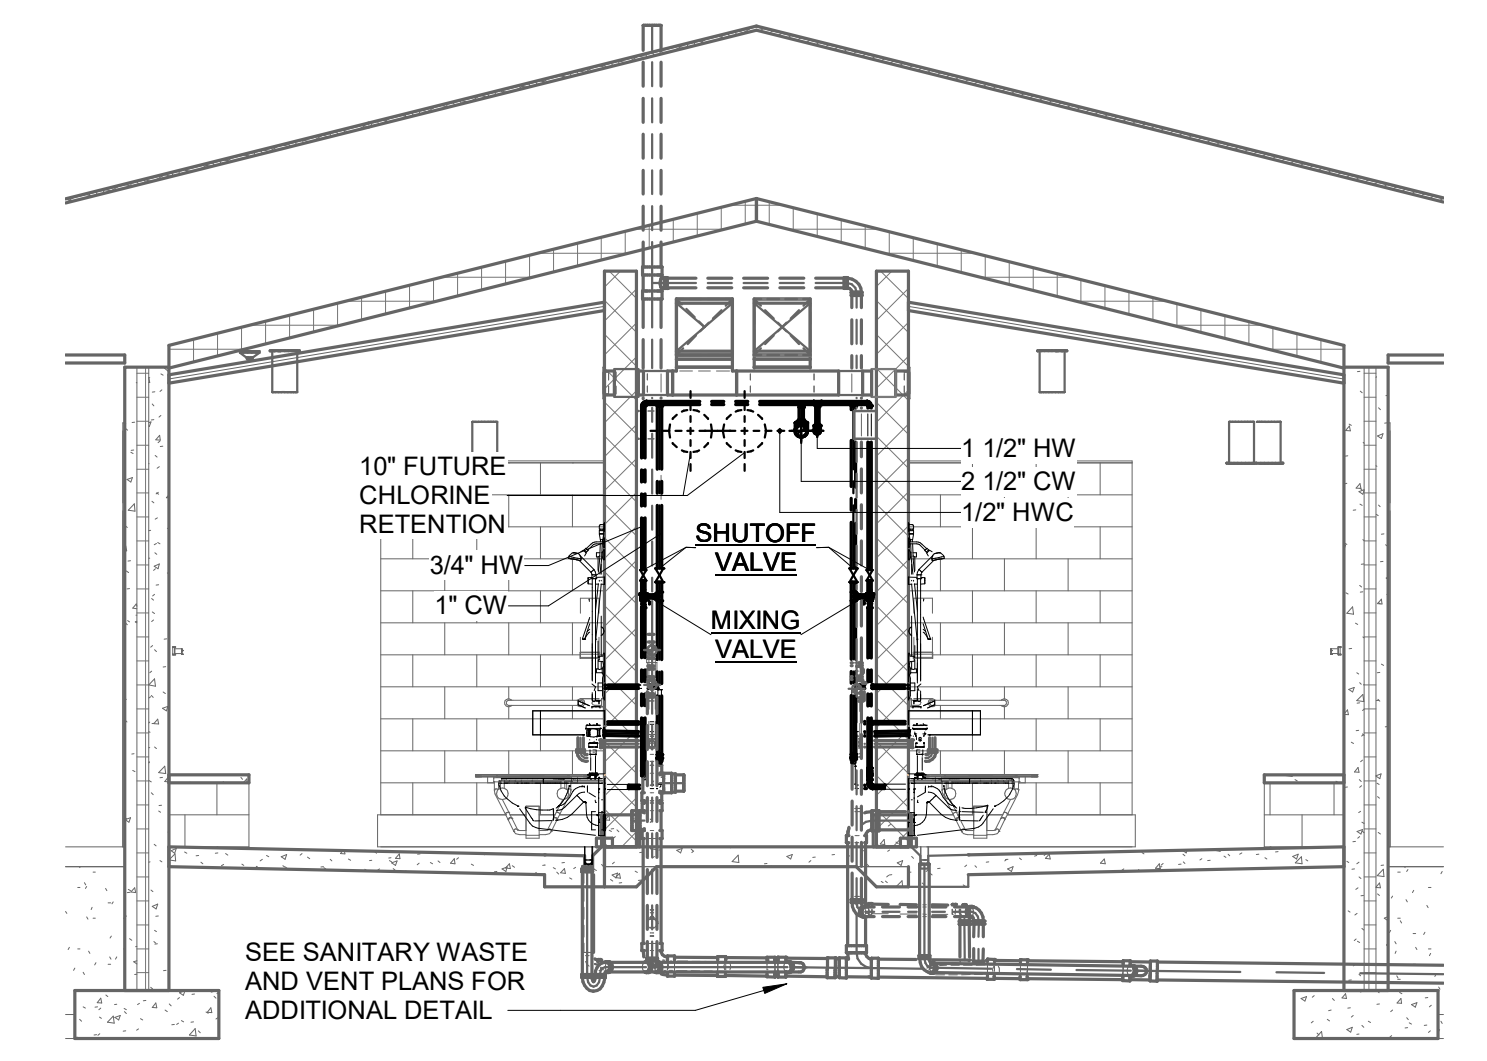 10" FUTURE
CHLORINE
RETENTION
3/4" HW
1" CW
SHUTOFF
VALVE
MIXING
VALVE
1 1/2" HW
2 1/2" CW
1/2" HWC
SEE SANITARY WASTE
AND VENT PLANS FOR
ADDITIONAL DETAIL